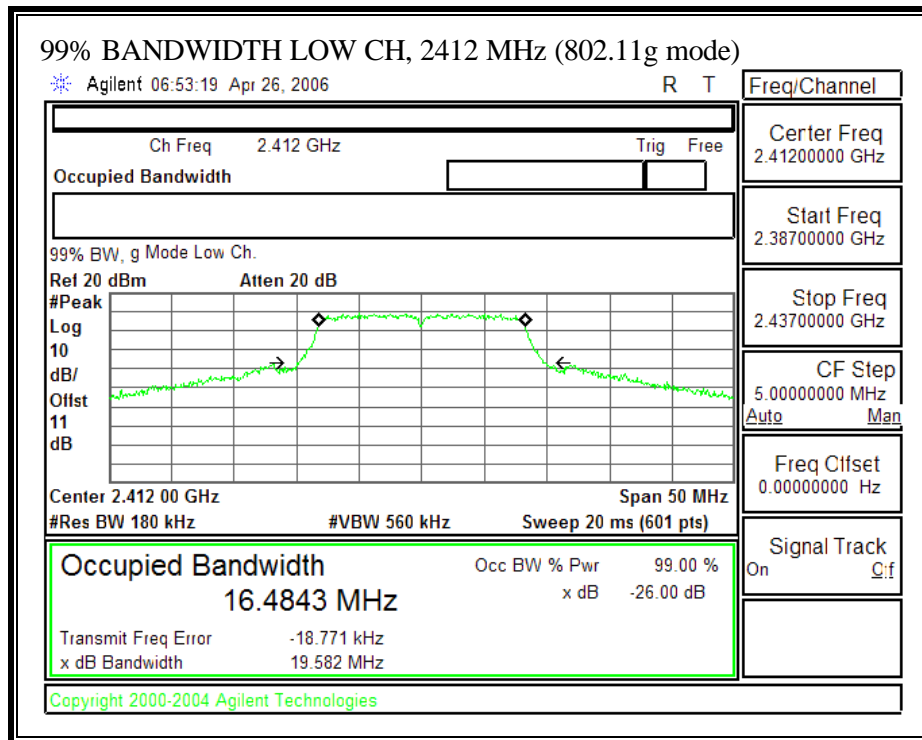 99% BANDWIDTH LOW CH, 2412 MHz (802.11g mode)
Agilent 06:53:19 Apr 26, 2006 R T
Freq/Channel
Ch Freq 2.412 GHz Trig Free
Occupied Bandwidth
Center Freq
2.41200000 GHz
Start Freq
2.38700000 GHz
Stop Freq
2.43700000 GHz
CF Step
5.00000000 MHz
Auto Man
Freq Offset
0.00000000 Hz
Signal Track
On Off
99% BW, g Mode Low Ch.
Ref 20 dBm Atten 20 dB
#Peak
Log
10
dB/
Offst
11
dB
Center 2.412 00 GHz Span 50 MHz
#Res BW 180 kHz #VBW 560 kHz Sweep 20 ms (601 pts)
Occupied Bandwidth
16.4843 MHz
Occ BW % Pwr 99.00 %
x dB -26.00 dB
Transmit Freq Error -18.771 kHz
x dB Bandwidth 19.582 MHz
Copyright 2000-2004 Agilent Technologies